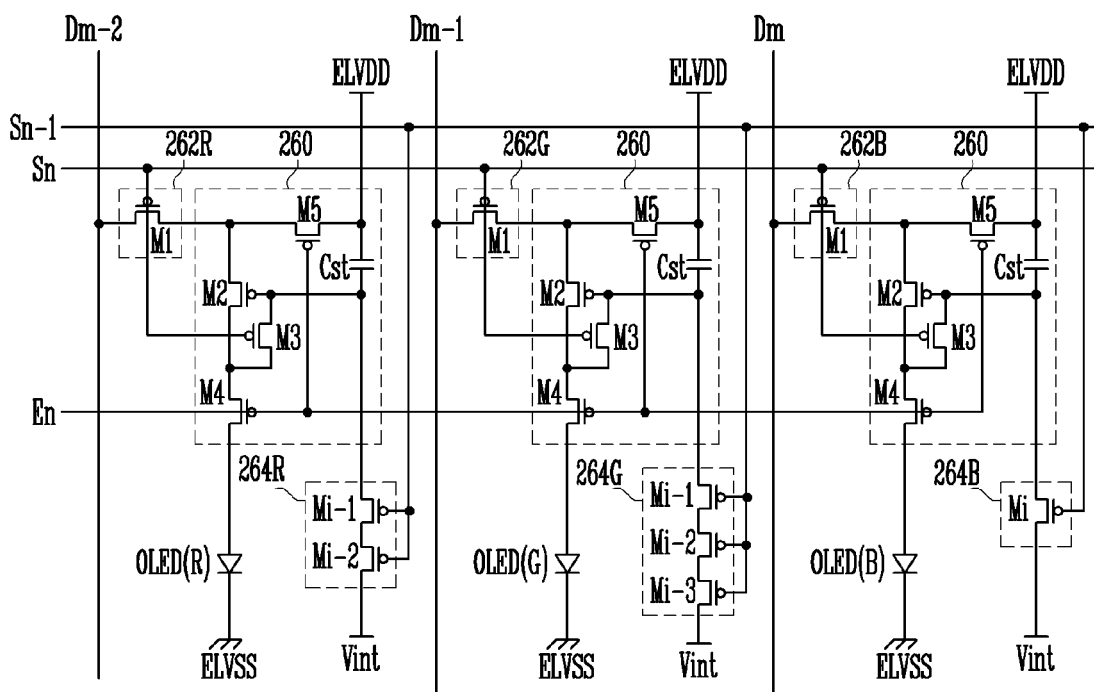 Dm-2 Dm-1 Dm
ELVDD ELVDD ELVDD
Sn-1
262R 260 262G 260 262B 260
Sn
M5 M5 M5
M1 M1 M1
Cst Cst Cst
M2 M2 M2
M3 M3 M3
M4 M4 M4
En
264R 264G 264B
Mi-1 Mi-1 Mi
Mi-2 Mi-2
OLED(R) OLED(G) OLED(B)
Mi-3
ELVSS Vint ELVSS Vint ELVSS Vint